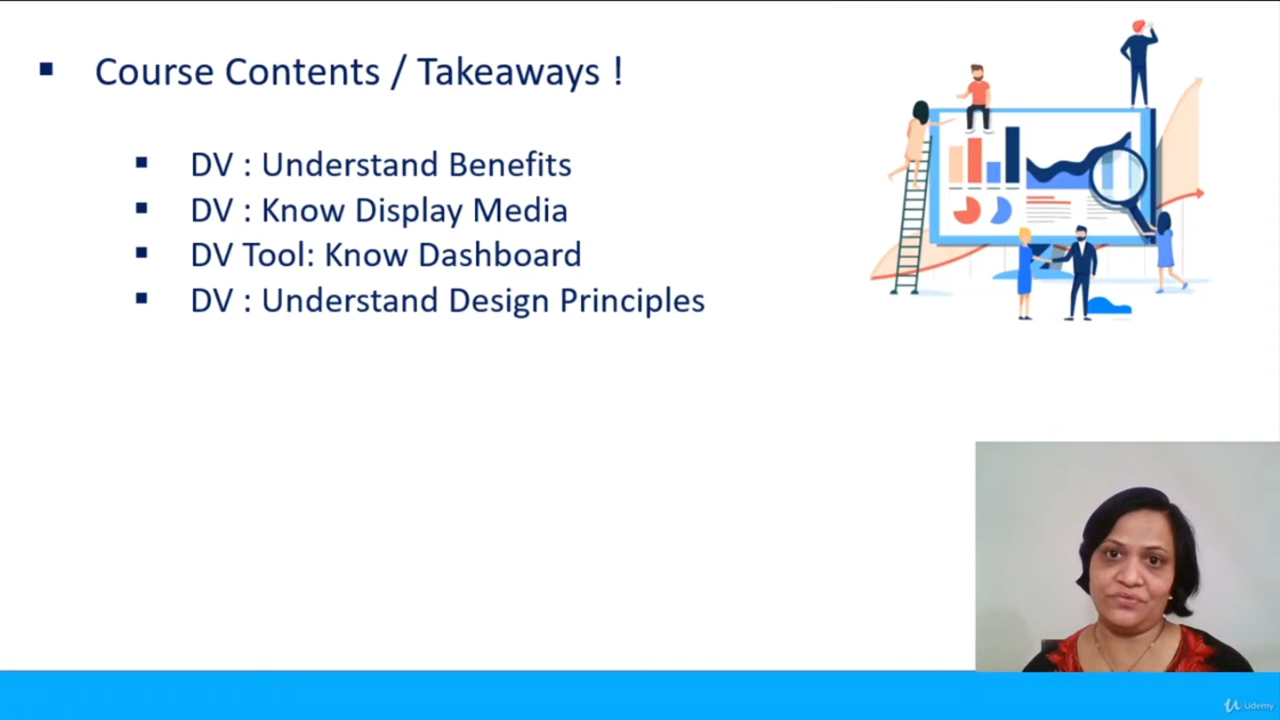 Course Contents / Takeaways !
DV : Understand Benefits
DV : Know Display Media
DV Tool: Know Dashboard
DV : Understand Design Principles
Udemy